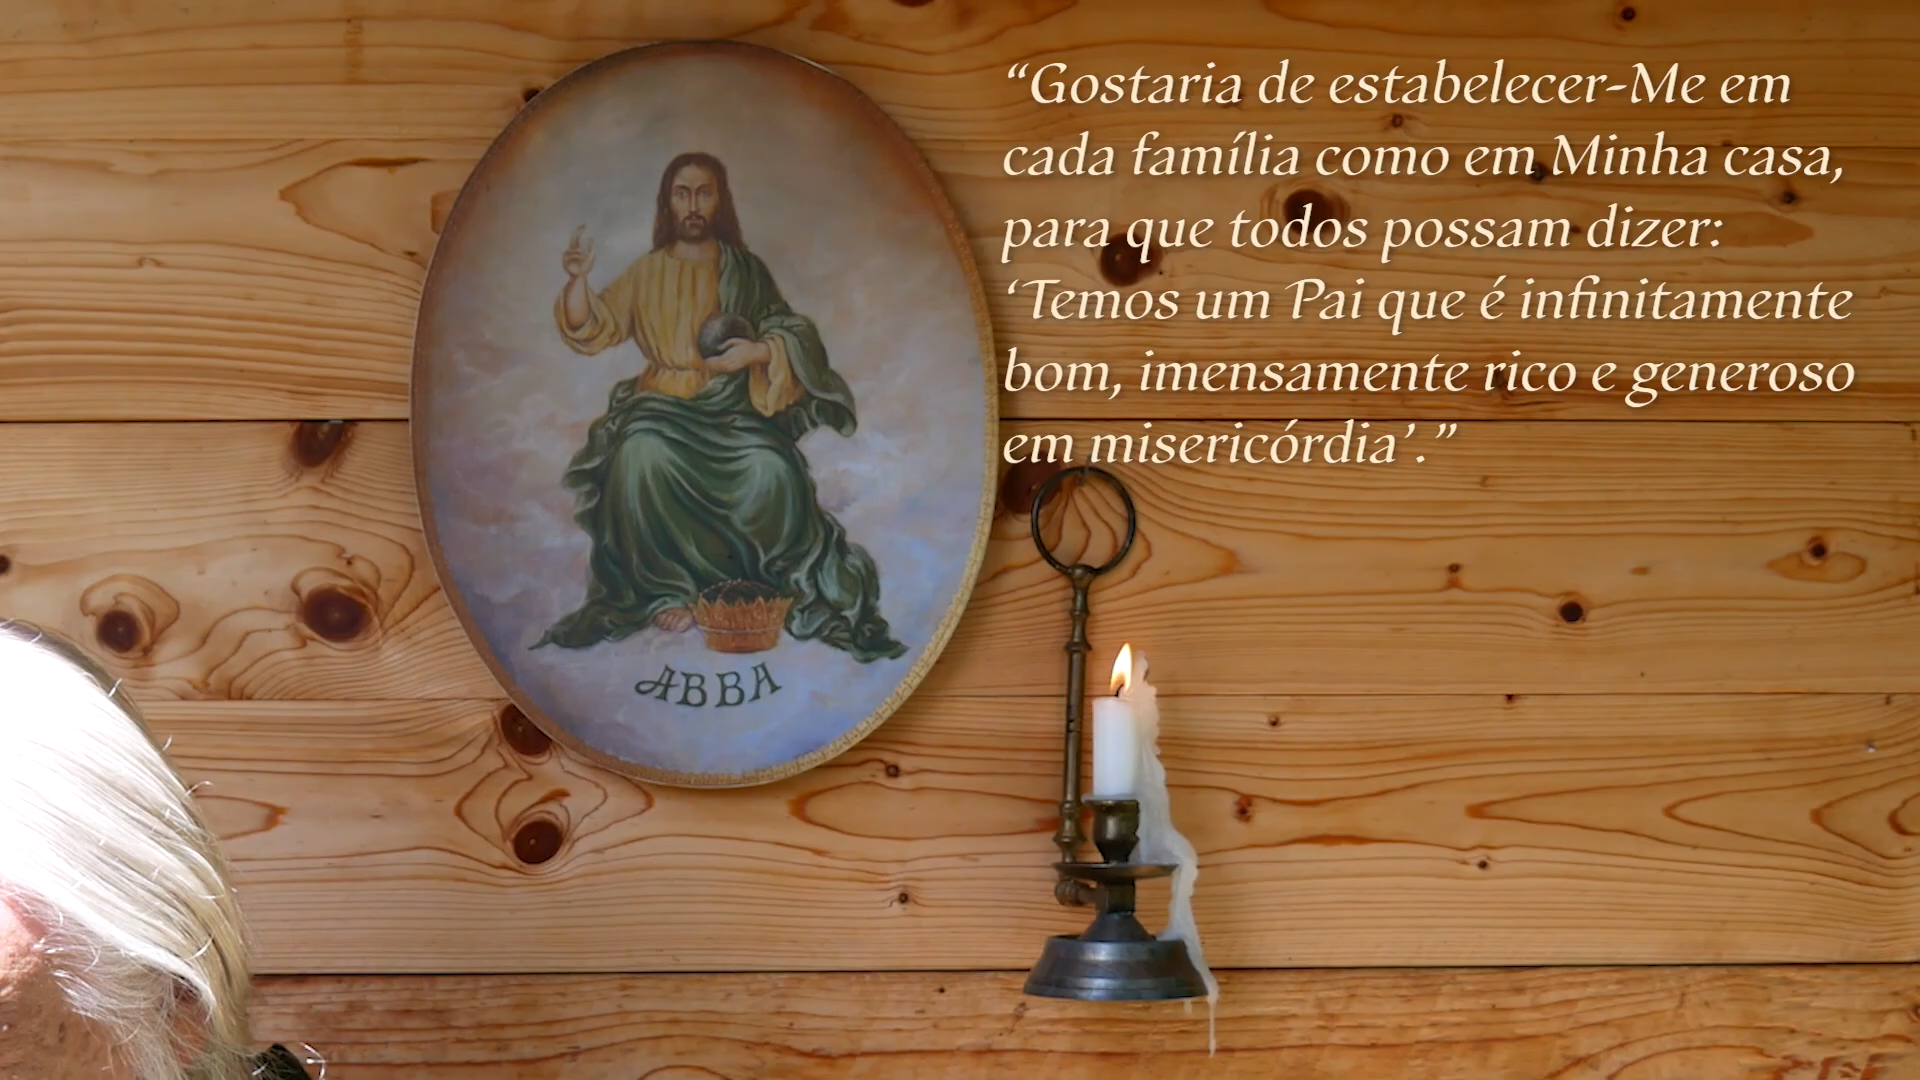 “Gostaria de estabelecer-Me em
cada família como em Minha casa,
para que todos possam dizer:
‘Temos um Pai que é infinitamente
bom, imensamente rico e generoso
em misericórdia’.”
ABBA